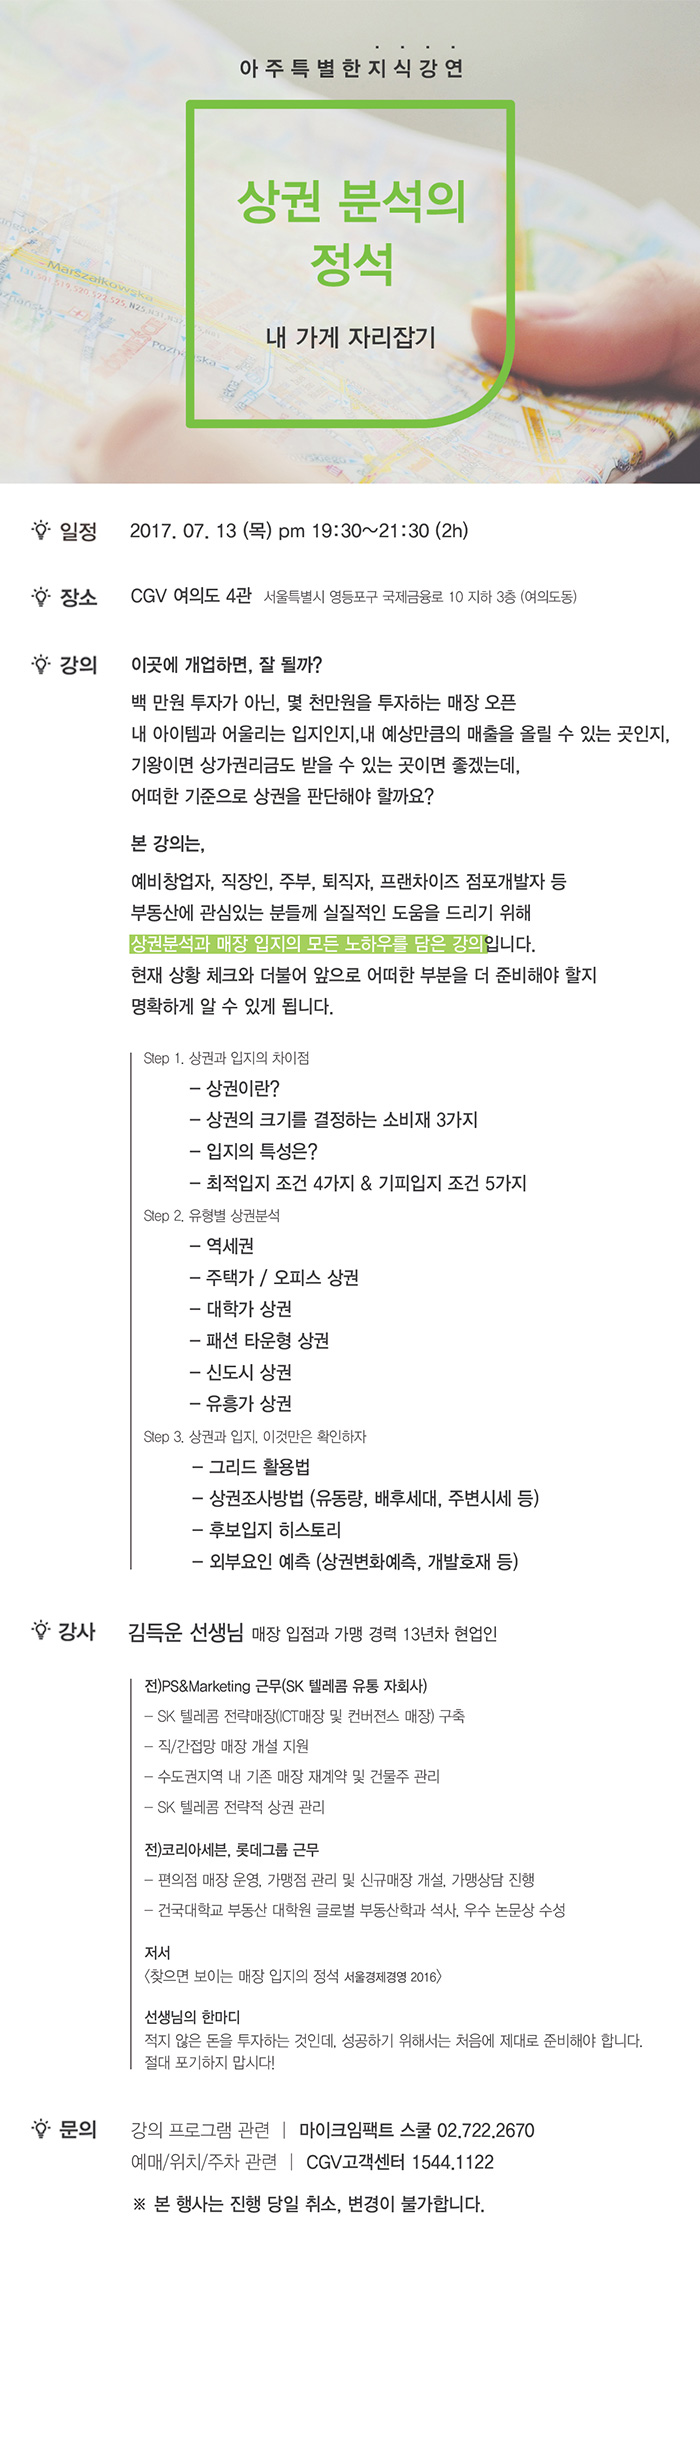 아주특별한지식강연
상권 분석의
정석
내 가게 자리잡기
Marszałkowska
131,501,519,520,522,525, N25,N31,N37
Poznańska
일정 2017. 07. 13 (목) pm 19:30~21:30 (2h)
장소 CGV 여의도 4관 서울특별시 영등포구 국제금융로 10 지하 3층 (여의도동)
강의 이곳에 개업하면, 잘 될까?
백 만원 투자가 아닌, 몇 천만원을 투자하는 매장 오픈
내 아이템과 어울리는 입지인지,내 예상만큼의 매출을 올릴 수 있는 곳인지,
기왕이면 상가권리금도 받을 수 있는 곳이면 좋겠는데,
어떠한 기준으로 상권을 판단해야 할까요?
본 강의는,
예비창업자, 직장인, 주부, 퇴직자, 프랜차이즈 점포개발자 등
부동산에 관심있는 분들께 실질적인 도움을 드리기 위해
상권분석과 매장 입지의 모든 노하우를 담은 강의입니다.
현재 상황 체크와 더불어 앞으로 어떠한 부분을 더 준비해야 할지
명확하게 알 수 있게 됩니다.
Step 1. 상권과 입지의 차이점
– 상권이란?
– 상권의 크기를 결정하는 소비재 3가지
– 입지의 특성은?
– 최적입지 조건 4가지 & 기피입지 조건 5가지
Step 2. 유형별 상권분석
– 역세권
– 주택가 / 오피스 상권
– 대학가 상권
– 패션 타운형 상권
– 신도시 상권
– 유흥가 상권
Step 3. 상권과 입지, 이것만은 확인하자
– 그리드 활용법
– 상권조사방법 (유동량, 배후세대, 주변시세 등)
– 후보입지 히스토리
– 외부요인 예측 (상권변화예측, 개발호재 등)
강사 김득운 선생님 매장 입점과 가맹 경력 13년차 현업인
전)PS&Marketing 근무(SK 텔레콤 유통 자회사)
– SK 텔레콤 전략매장(ICT매장 및 컨버젼스 매장) 구축
– 직/간접망 매장 개설 지원
– 수도권지역 내 기존 매장 재계약 및 건물주 관리
– SK 텔레콤 전략적 상권 관리
전)코리아세븐, 롯데그룹 근무
– 편의점 매장 운영, 가맹점 관리 및 신규매장 개설, 가맹상담 진행
– 건국대학교 부동산 대학원 글로벌 부동산학과 석사, 우수 논문상 수성
저서
〈찾으면 보이는 매장 입지의 정석 서울경제경영 2016〉
선생님의 한마디
적지 않은 돈을 투자하는 것인데, 성공하기 위해서는 처음에 제대로 준비해야 합니다.
절대 포기하지 맙시다!
문의 강의 프로그램 관련 | 마이크임팩트 스쿨 02.722.2670
예매/위치/주차 관련 | CGV고객센터 1544.1122
※ 본 행사는 진행 당일 취소, 변경이 불가합니다.